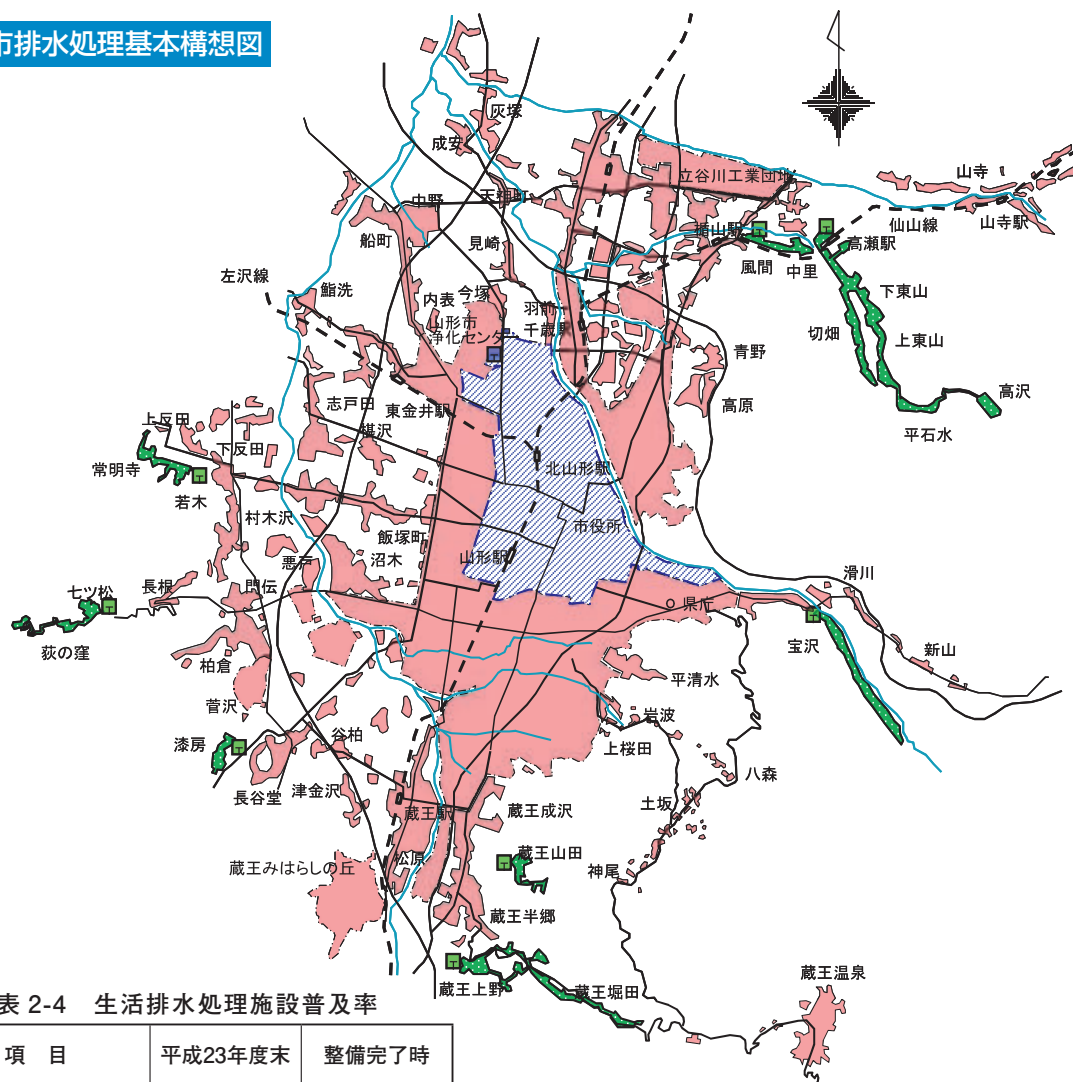 市排水処理基本構想図
灰塚
成安
山寺
立谷川工業団地
天神町
中野
船町
見崎
楯山駅
仙山線
山寺駅
高瀬駅
風間
中里
左沢線
鮨洗
内表
今塚
下東山
羽前
千歳駅
山形市
浄化センター
切畑
上東山
青野
高原
高沢
平石水
志戸田
東金井駅
椹沢
上反田
下反田
常明寺
若木
北山形駅
村木沢
市役所
飯塚町
山形駅
沼木
悪戸
七ツ松
長根
門伝
滑川
県庁
荻の窪
宝沢
新山
柏倉
平清水
菅沢
岩波
漆房
谷柏
上桜田
八森
長谷堂
津金沢
土坂
蔵王駅
蔵王成沢
松原
蔵王山田
蔵王みはらしの丘
神尾
蔵王半郷
蔵王上野
蔵王堀田
蔵王温泉
表 2-4 生活排水処理施設普及率
項 目 平成23年度末 整備完了時